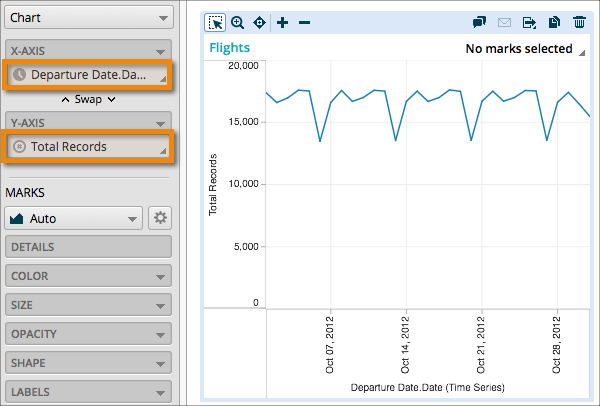 Chart
X-AXIS
Departure Date.Da...
Swap
Y-AXIS
Total Records
MARKS
Auto
DETAILS
COLOR
SIZE
OPACITY
SHAPE
LABELS
Flights
No marks selected
20,000
15,000
10,000
5,000
0
Total Records
Oct 07, 2012
Oct 14, 2012
Oct 21, 2012
Oct 28, 2012
Departure Date.Date (Time Series)